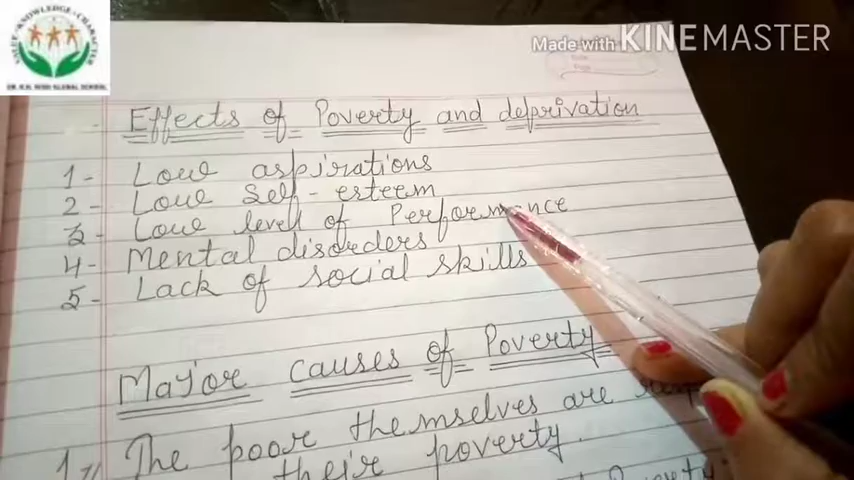 Made with KINEMASTER
Effects of Poverty and deprivation
1- Low aspirations
2- Low self-esteem
3- Low level of Performance
4- Mental disorders
5- Lack of social skills
Major causes of Poverty
1// The poor themselves are
their poverty.